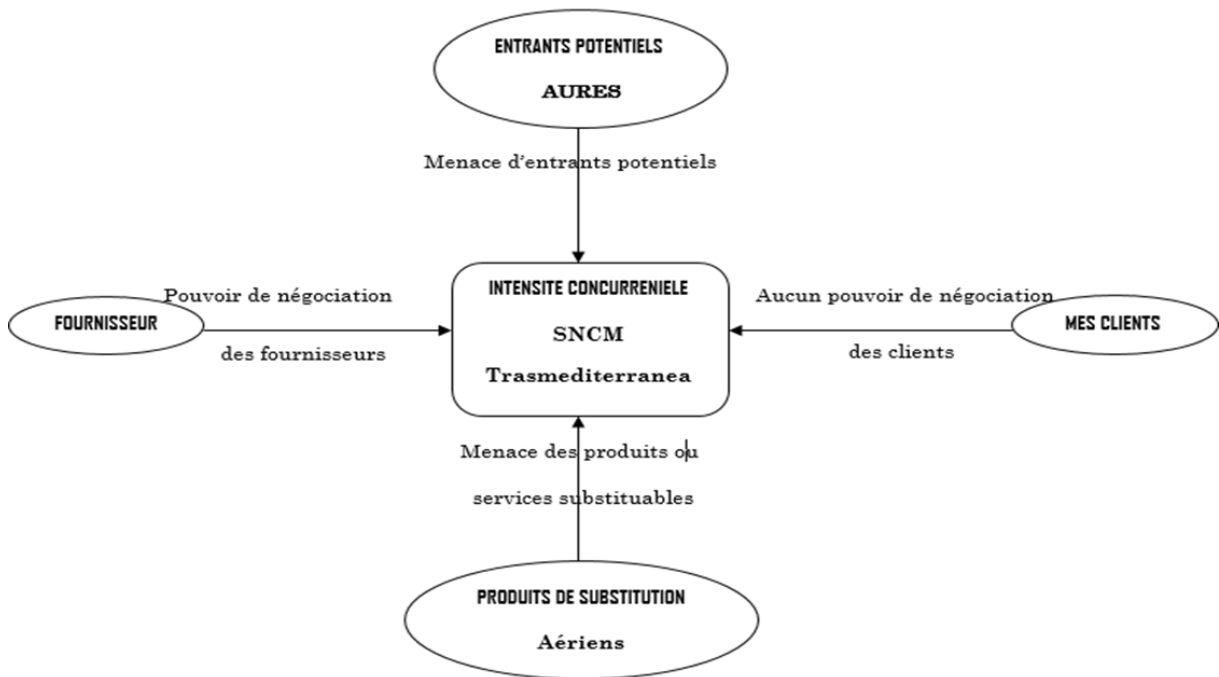 ENTRANTS POTENTIELS
AURES
Menace d'entrants potentiels
Pouvoir de négociation
des fournisseurs
FOURNISSEUR
INTENSITE CONCURRENIELE
SNCM
Trasmediterranea
Aucun pouvoir de négociation
des clients
MES CLIENTS
Menace des produits ou
services substituables
PRODUITS DE SUBSTITUTION
Aériens